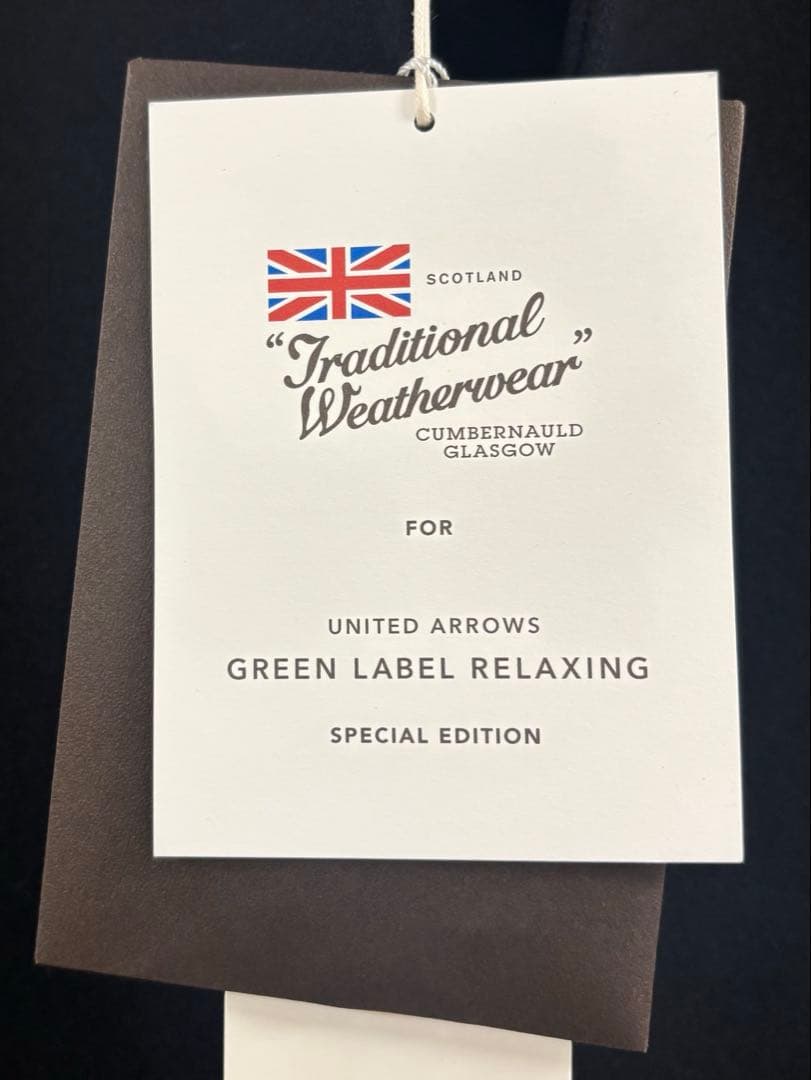 SCOTLAND
“Traditional
Weatherwear”
CUMBERNAULD
GLASGOW
FOR
UNITED ARROWS
GREEN LABEL RELAXING
SPECIAL EDITION